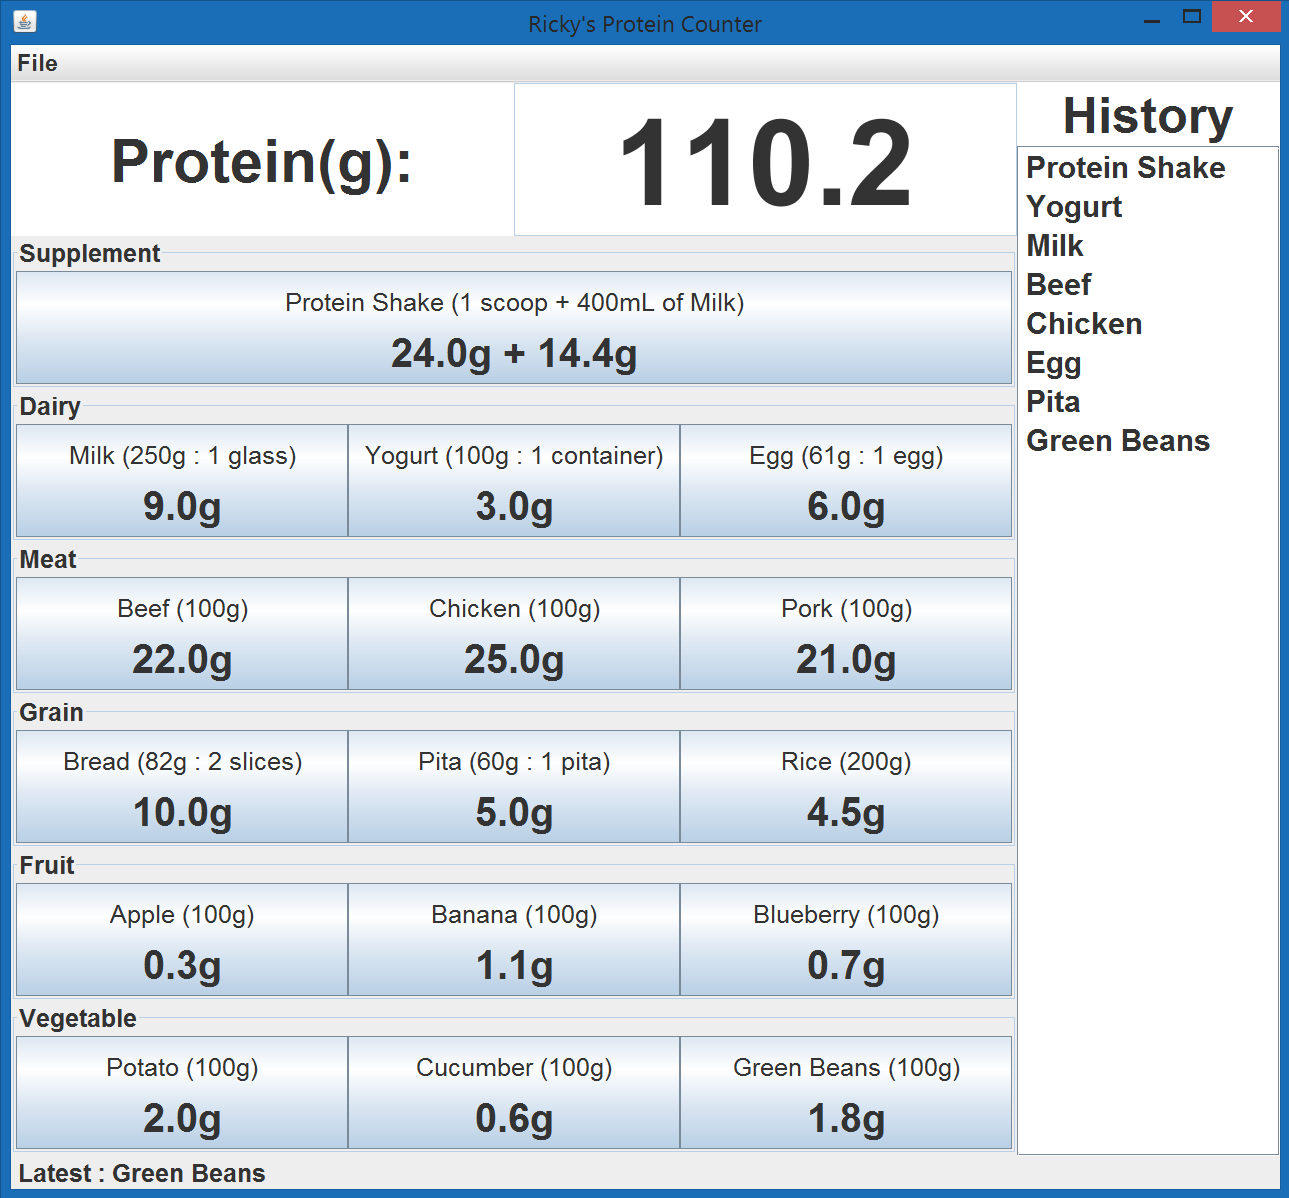 Ricky's Protein Counter
File
Protein(g):
110.2
History
Protein Shake
Yogurt
Milk
Beef
Chicken
Egg
Pita
Green Beans
Supplement
Protein Shake (1 scoop + 400mL of Milk)
24.0g + 14.4g
Dairy
Milk (250g : 1 glass)
9.0g
Yogurt (100g : 1 container)
3.0g
Egg (61g : 1 egg)
6.0g
Meat
Beef (100g)
22.0g
Chicken (100g)
25.0g
Pork (100g)
21.0g
Grain
Bread (82g : 2 slices)
10.0g
Pita (60g : 1 pita)
5.0g
Rice (200g)
4.5g
Fruit
Apple (100g)
0.3g
Banana (100g)
1.1g
Blueberry (100g)
0.7g
Vegetable
Potato (100g)
2.0g
Cucumber (100g)
0.6g
Green Beans (100g)
1.8g
Latest : Green Beans